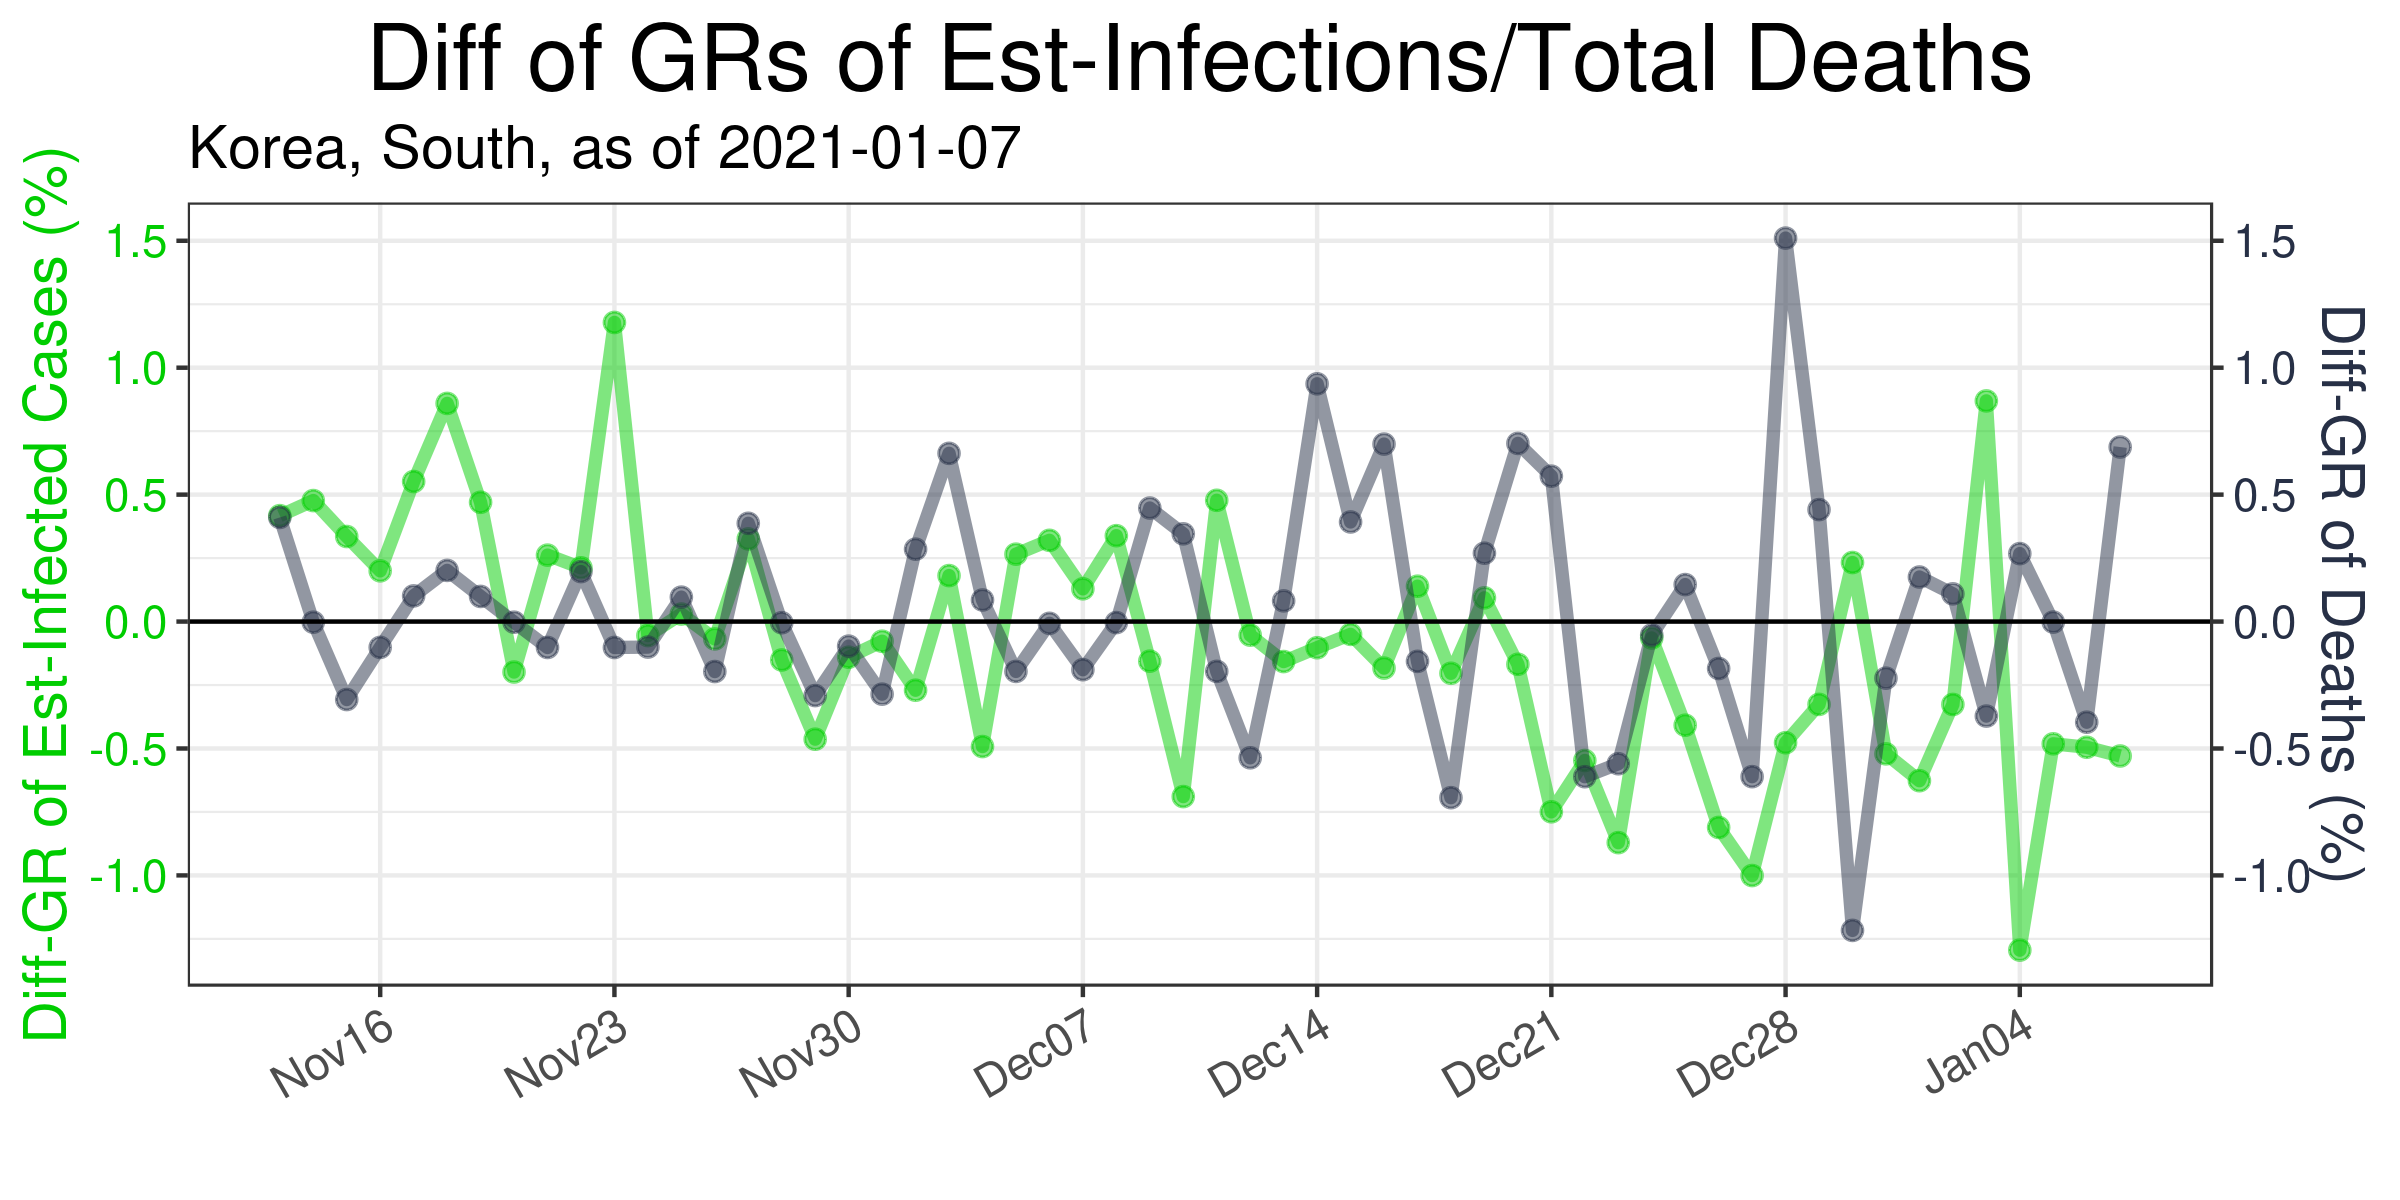 Diff of GRs of Est-Infections/Total Deaths
Korea, South, as of 2021-01-07
Diff-GR of Est-Infected Cases (%)
1.5
1.0
0.5
0.0
-0.5
-1.0
1.5
1.0
0.5
0.0
-0.5
-1.0
Diff-GR of Deaths (%)
Nov16
Nov23
Nov30
Dec07
Dec14
Dec21
Dec28
Jan04